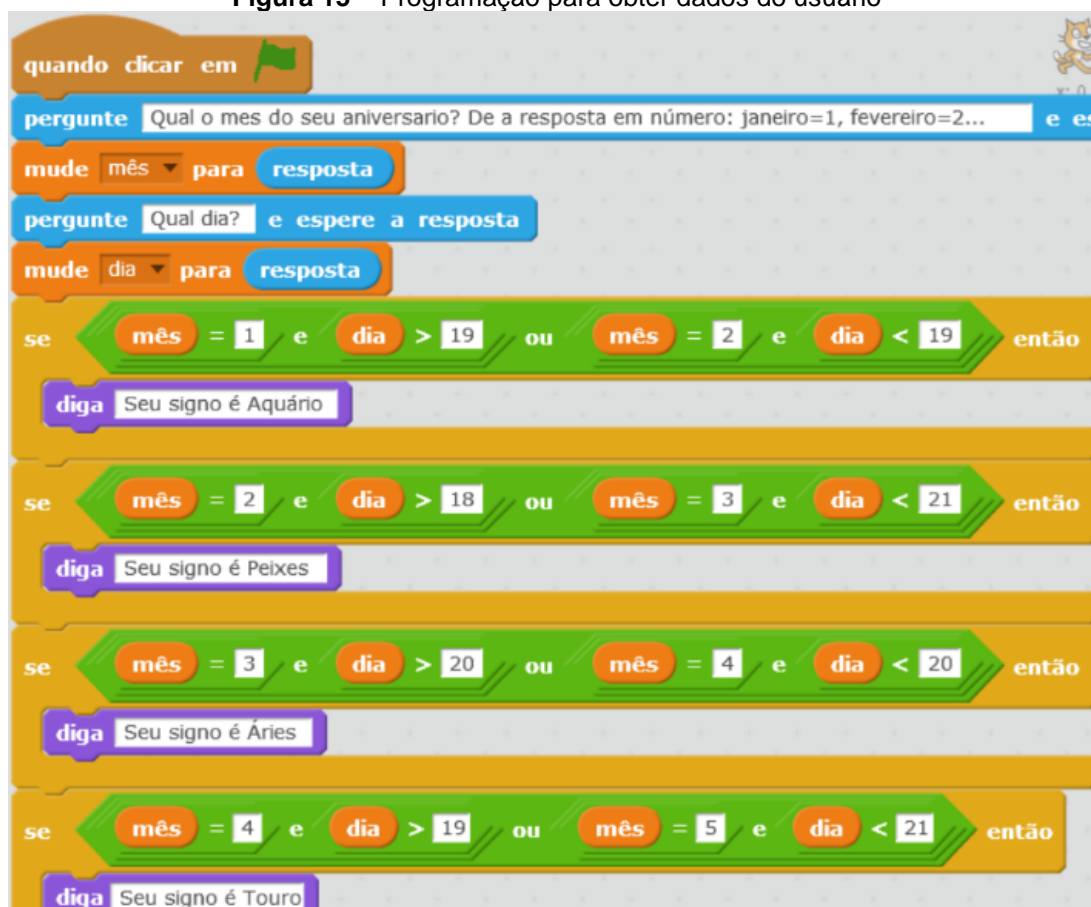 Figura 15 – Programação para obter dados do usuário
quando clicar em
pergunte Qual o mes do seu aniversario? De a resposta em número: janeiro=1, fevereiro=2... e es
mude mês para resposta
pergunte Qual dia? e espere a resposta
mude dia para resposta
se mês = 1 e dia > 19 ou mês = 2 e dia < 19 então
diga Seu signo é Aquário
se mês = 2 e dia > 18 ou mês = 3 e dia < 21 então
diga Seu signo é Peixes
se mês = 3 e dia > 20 ou mês = 4 e dia < 20 então
diga Seu signo é Áries
se mês = 4 e dia > 19 ou mês = 5 e dia < 21 então
diga Seu signo é Touro